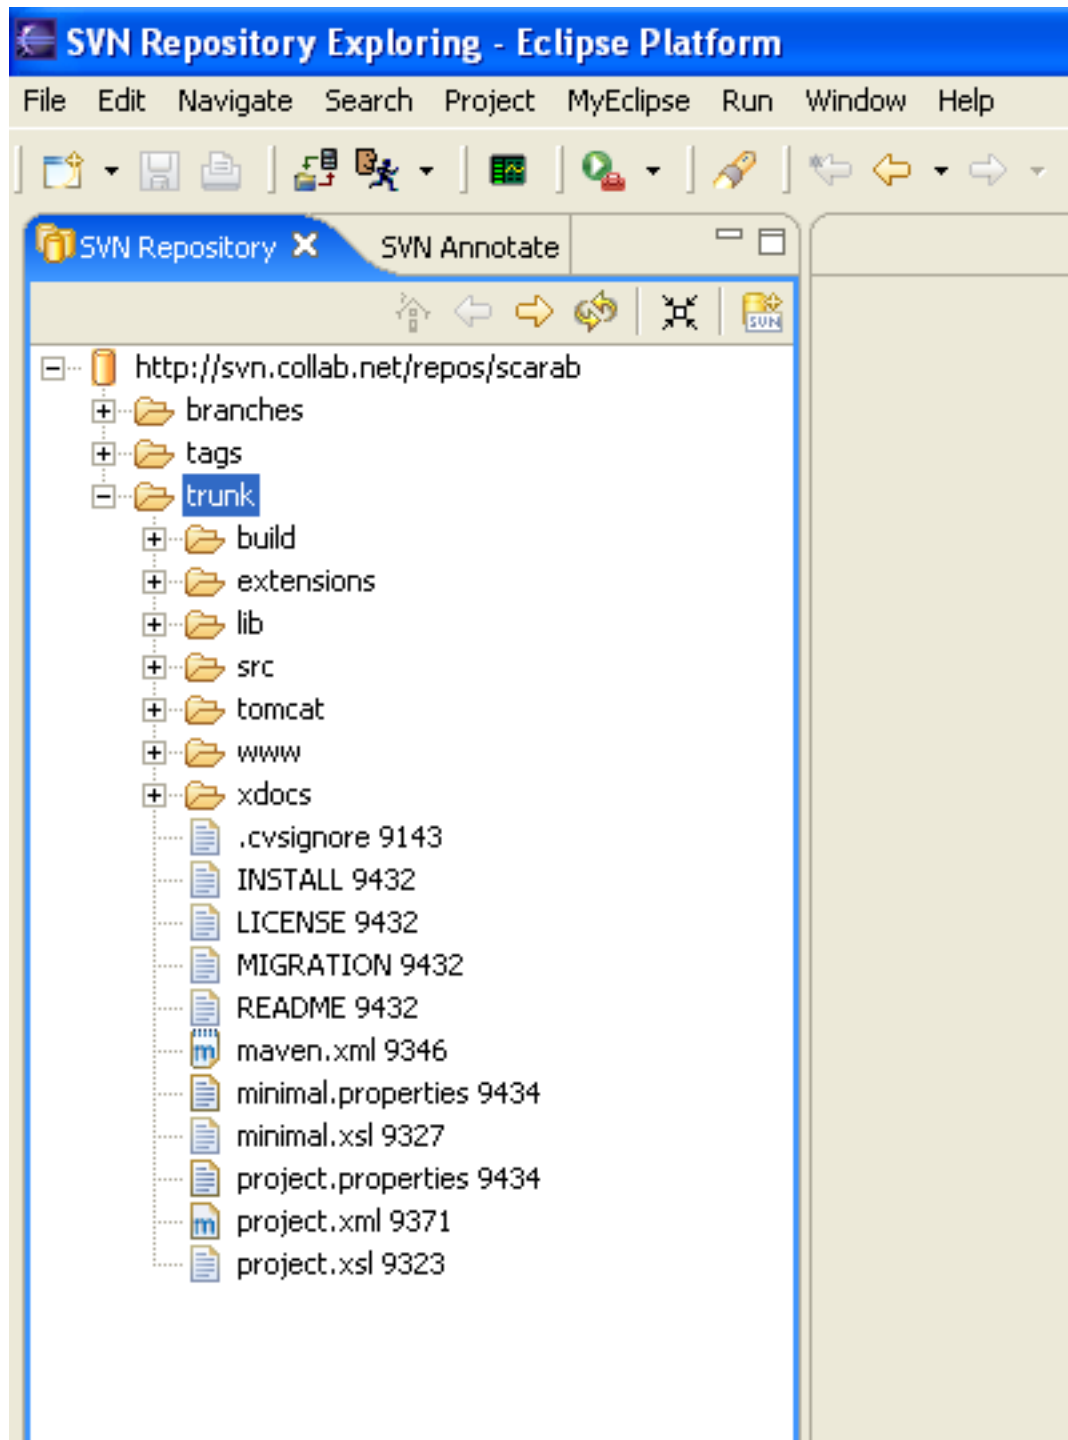 SVN Repository Exploring - Eclipse Platform
File Edit Navigate Search Project MyEclipse Run Window Help
SVN Repository SVN Annotate
SVN
http://svn.collab.net/repos/scarab
branches
tags
trunk
build
extensions
lib
src
tomcat
www
xdocs
.cvsignore 9143
INSTALL 9432
LICENSE 9432
MIGRATION 9432
README 9432
maven.xml 9346
minimal.properties 9434
minimal.xsl 9327
project.properties 9434
project.xml 9371
project.xsl 9323